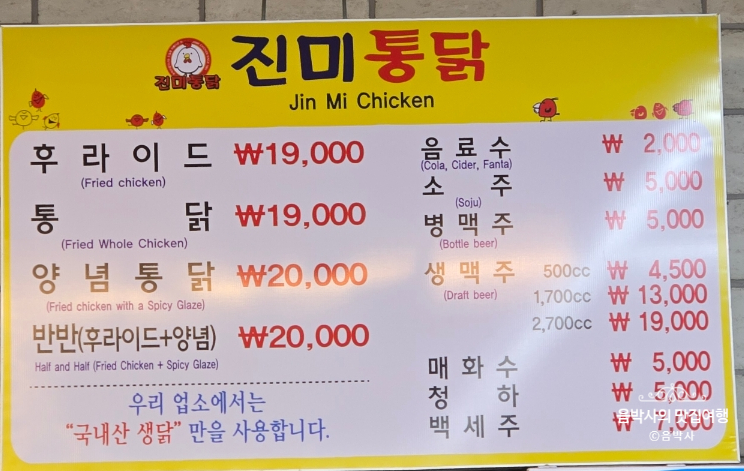 진미통닭
진미통닭
Jin Mi Chicken
후라이드 ₩19,000
(Fried chicken)
통닭 ₩19,000
(Fried Whole Chicken)
양념통닭 ₩20,000
(Fried chicken with a Spicy Glaze)
반반(후라이드+양념) ₩20,000
Half and Half (Fried Chicken + Spicy Glaze)
우리 업소에서는
"국내산 생닭" 만을 사용합니다.
음료수 ₩ 2,000
(Cola, Cider, Fanta)
소주 ₩ 5,000
(Soju)
병맥주 ₩ 5,000
(Bottle beer)
생맥주 500cc ₩ 4,500
(Draft beer) 1,700cc ₩ 13,000
2,700cc ₩ 19,000
매화수 ₩ 5,000
청하 ₩ 5,000
백세주 ₩ 7,000
음박사의 맛집여행
©음박사